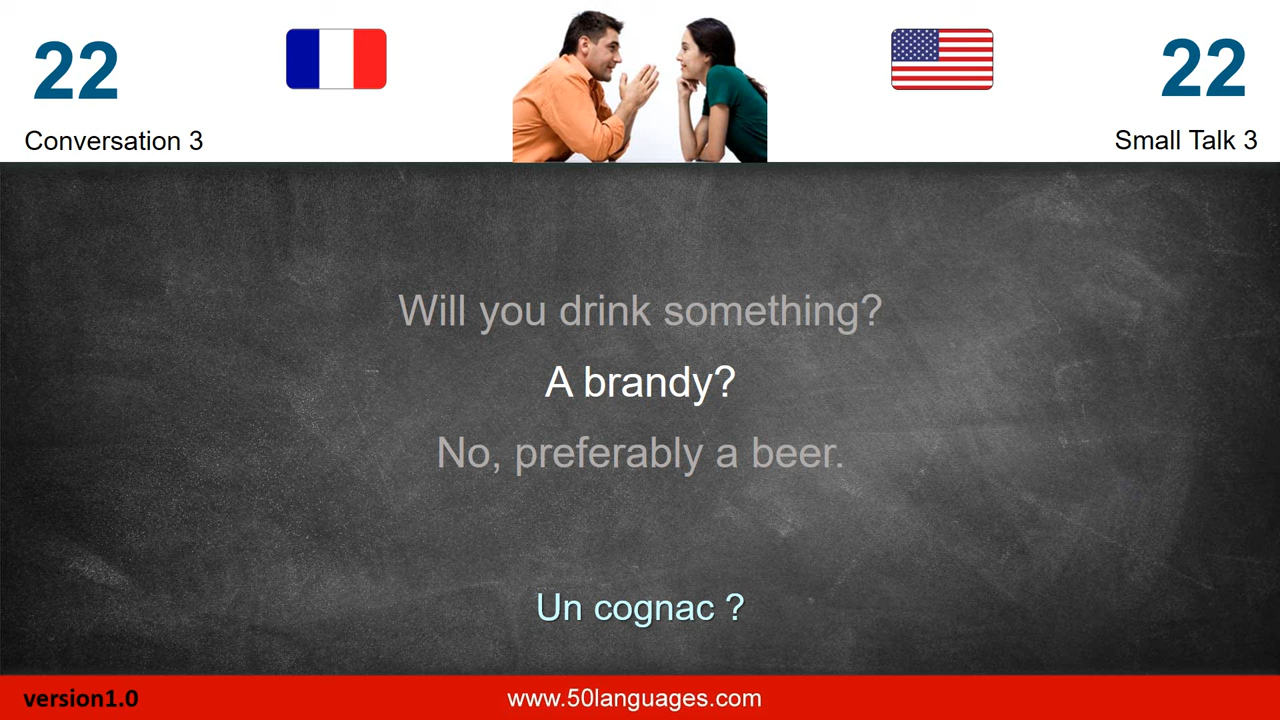 22
22
Conversation 3
Small Talk 3
Will you drink something?
A brandy?
No, preferably a beer.
Un cognac ?
version1.0
www.50languages.com